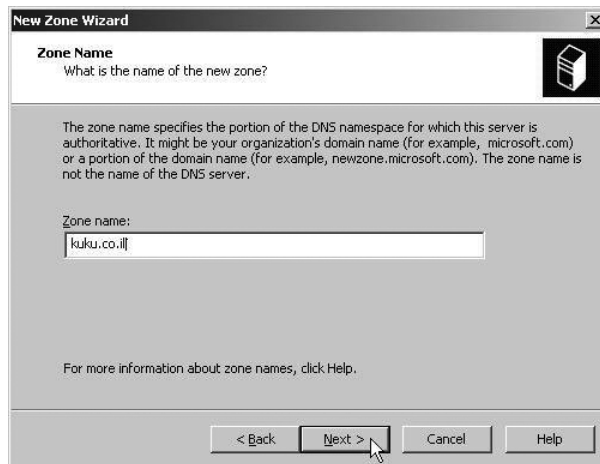 New Zone Wizard
Zone Name
What is the name of the new zone?
The zone name specifies the portion of the DNS namespace for which this server is
authoritative. It might be your organization's domain name (for example, microsoft.com)
or a portion of the domain name (for example, newzone.microsoft.com). The zone name is
not the name of the DNS server.
Zone name:
kuku.co.il
For more information about zone names, click Help.
< Back Next > Cancel Help